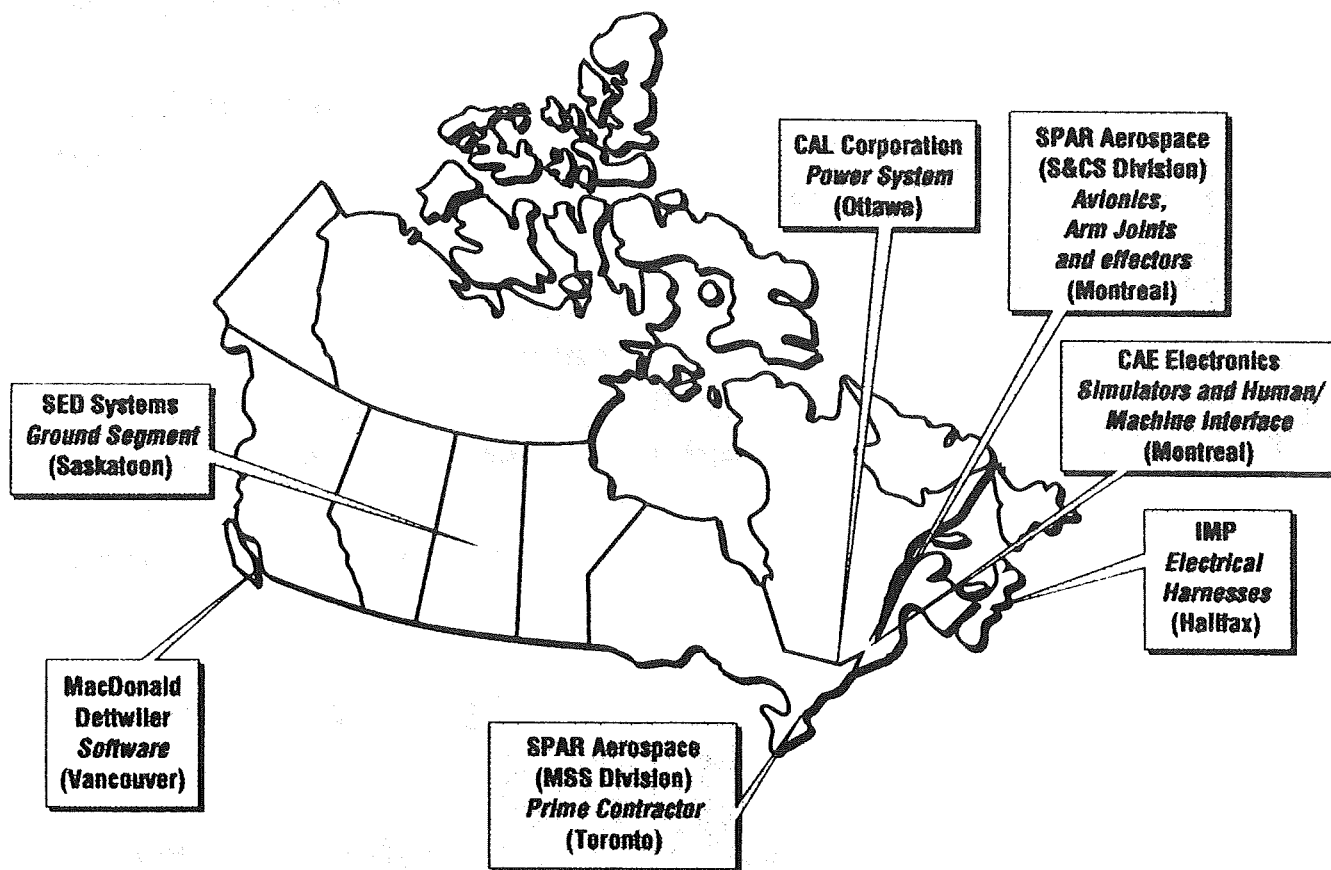 CAL Corporation
Power System
(Ottawa)
SPAR Aerospace
(S&CS Division)
Avionics,
Arm Joints
and effectors
(Montreal)
CAE Electronics
Simulators and Human/
Machine Interface
(Montreal)
SED Systems
Ground Segment
(Saskatoon)
IMP
Electrical
Harnesses
(Halifax)
MacDonald
Dettwiler
Software
(Vancouver)
SPAR Aerospace
(MSS Division)
Prime Contractor
(Toronto)